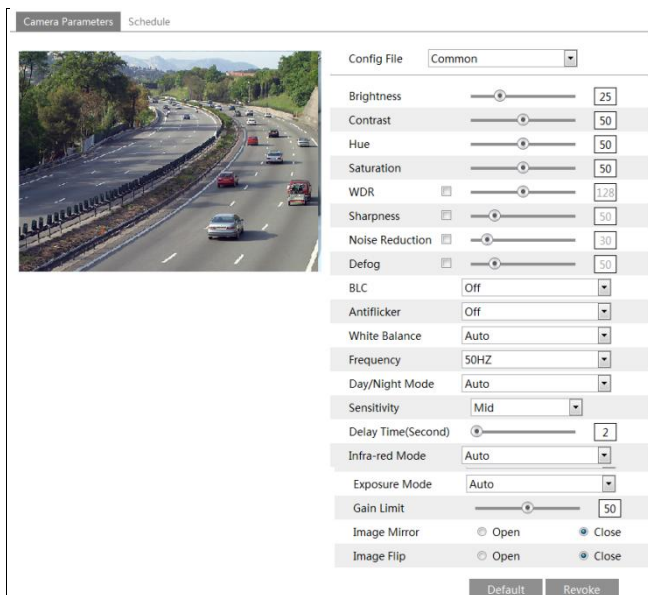 Camera Parameters Schedule
Config File Common
Brightness 25
Contrast 50
Hue 50
Saturation 50
WDR 128
Sharpness 50
Noise Reduction 30
Defog 50
BLC Off
Antiflicker Off
White Balance Auto
Frequency 50HZ
Day/Night Mode Auto
Sensitivity Mid
Delay Time(Second) 2
Infra-red Mode Auto
Exposure Mode Auto
Gain Limit 50
Image Mirror Open Close
Image Flip Open Close
Default Revoke